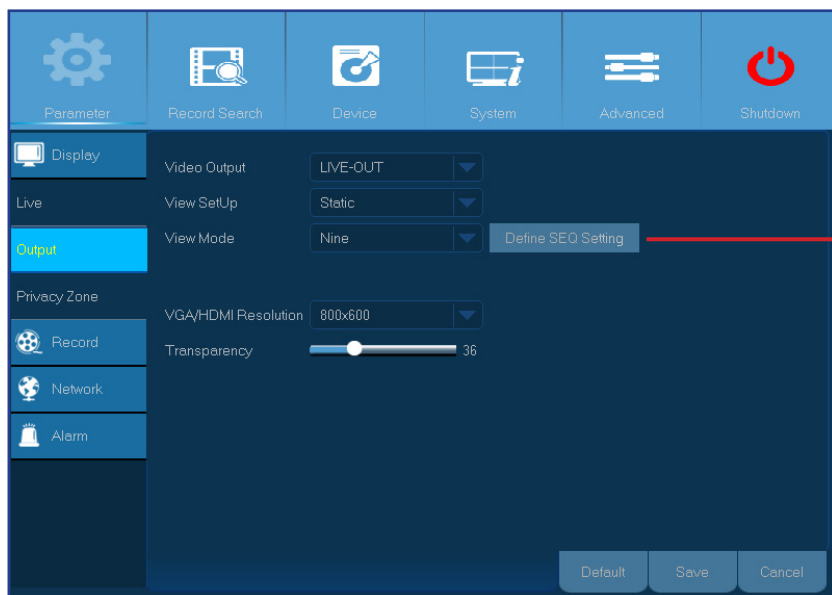 Parameter
Record Search
Device
System
Advanced
Shutdown
Display
Live
Output
Privacy Zone
Record
Network
Alarm
Video Output LIVE-OUT
View SetUp Static
View Mode Nine Define SEQ Setting
VGA/HDMI Resolution 800x600
Transparency 36
Default
Save
Cancel